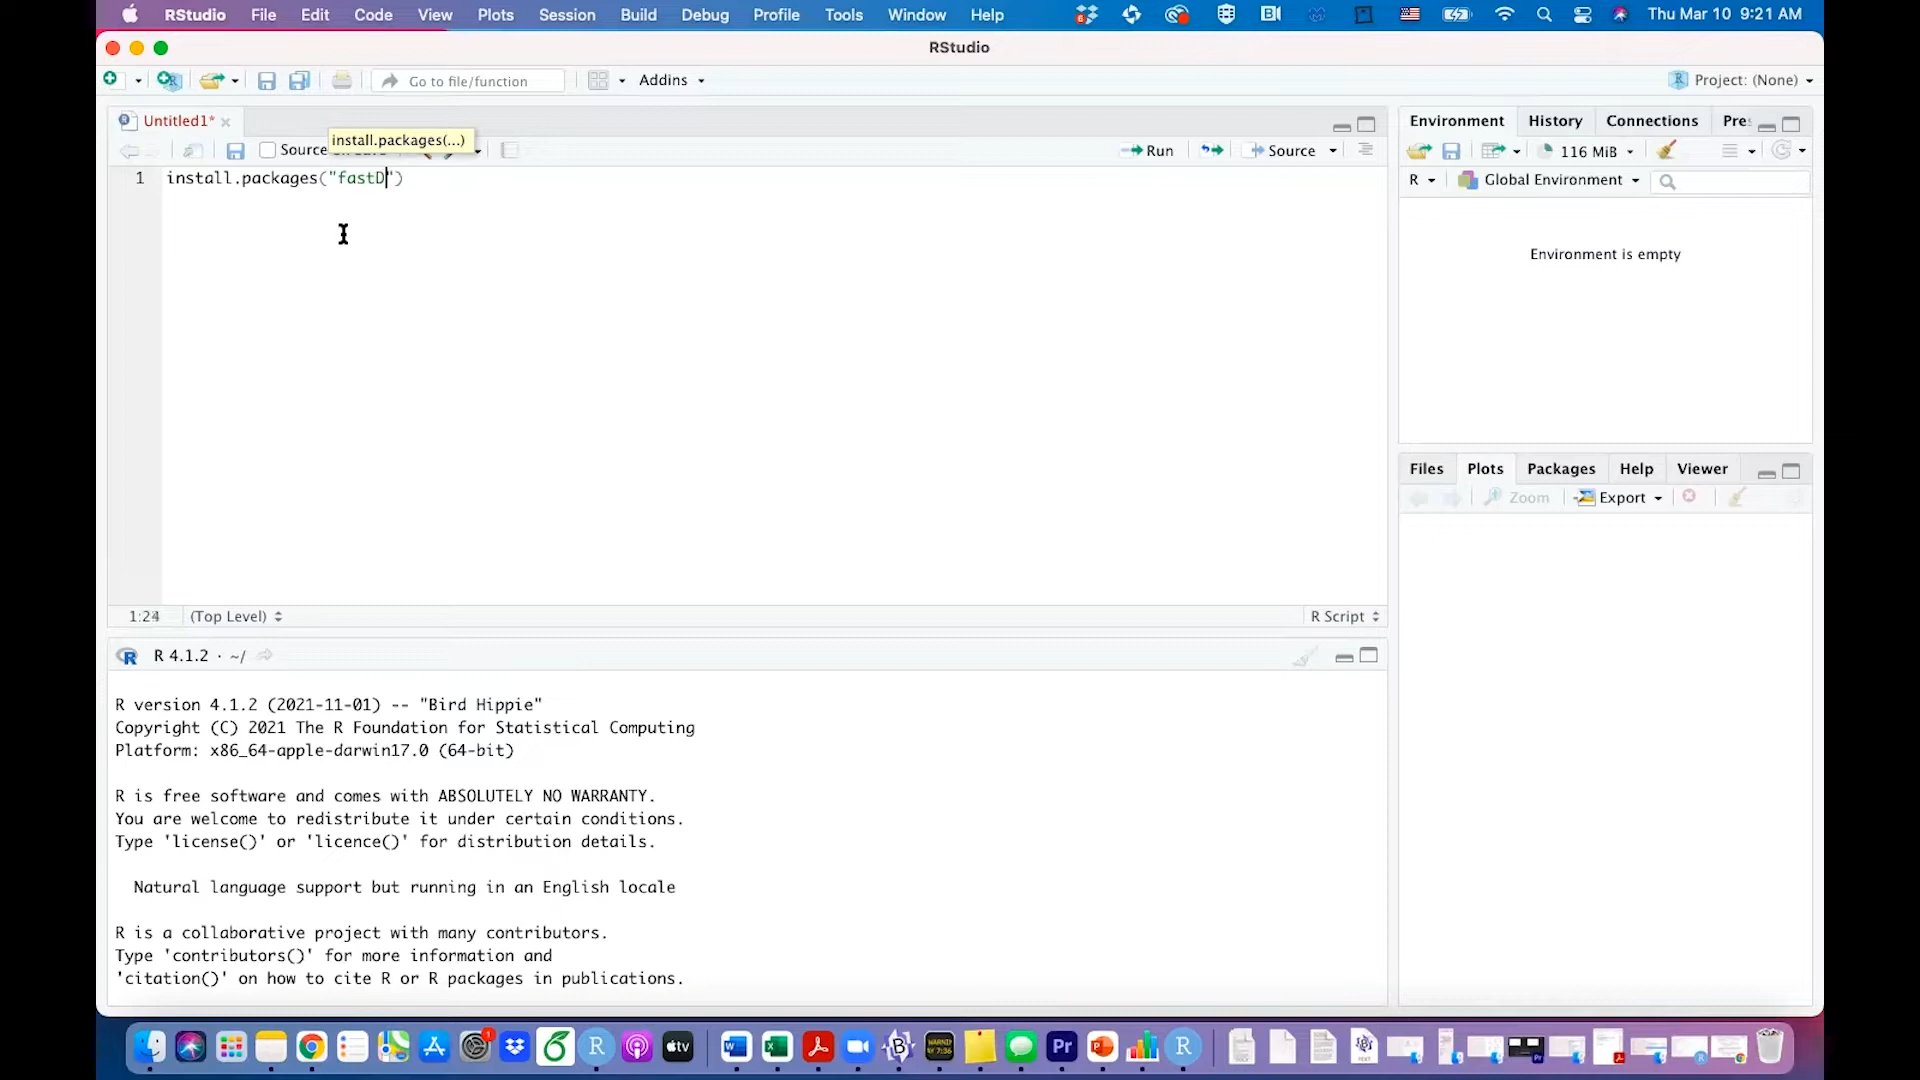 RStudio File Edit Code View Plots Session Build Debug Profile Tools Window Help Thu Mar 10 9:21 AM
RStudio
Go to file/function Addins Project: (None)
Untitled1*
install.packages(...)
Source Run Source
1 install.packages("fastD")
1:24 (Top Level) R Script
R 4.1.2 · ~/
R version 4.1.2 (2021-11-01) -- "Bird Hippie"
Copyright (C) 2021 The R Foundation for Statistical Computing
Platform: x86_64-apple-darwin17.0 (64-bit)
R is free software and comes with ABSOLUTELY NO WARRANTY.
You are welcome to redistribute it under certain conditions.
Type 'license()' or 'licence()' for distribution details.
Natural language support but running in an English locale
R is a collaborative project with many contributors.
Type 'contributors()' for more information and
'citation()' on how to cite R or R packages in publications.
Environment History Connections Pre
116 MiB
R Global Environment
Environment is empty
Files Plots Packages Help Viewer
Zoom Export
tv